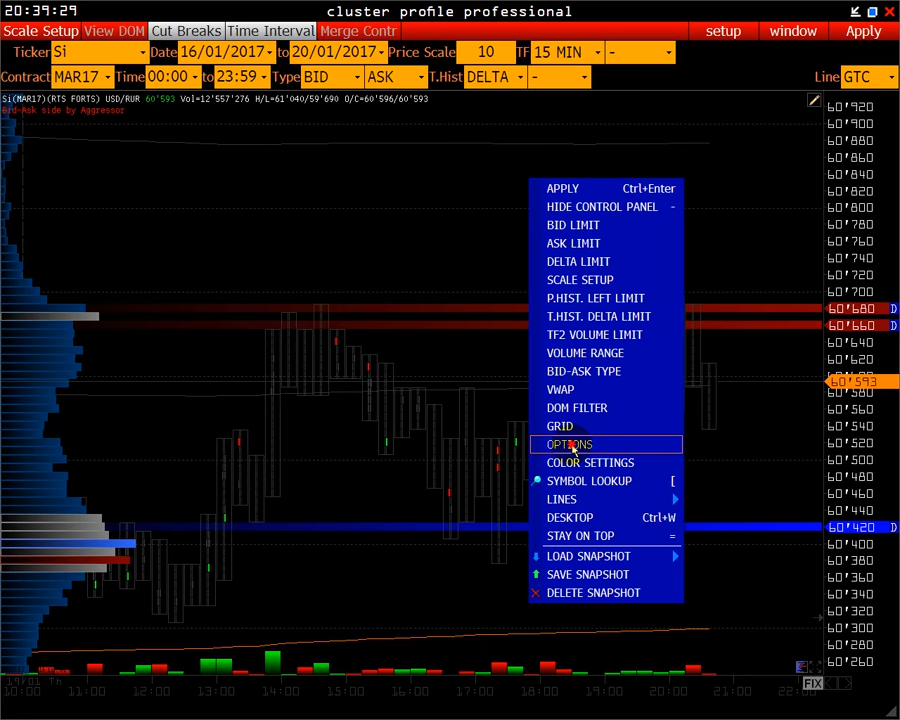 20:39:29 cluster profile professional
Scale Setup View DOM Cut Breaks Time Interval Merge Contr setup window Apply
Ticker Si Date 16/01/2017 to 20/01/2017 Price Scale 10 TF 15 MIN -
Contract MAR17 Time 00:00 to 23:59 Type BID ASK T.Hist DELTA - Line GTC
Si(MAR17)(RTS FORTS) USD/RUR 60'593 Vol=12'557'276 H/L=61'040/59'690 O/C=60'596/60'593
Bid-Ask side by Aggressor
60'920
60'900
60'880
60'860
60'840
60'820
60'800
60'780
60'760
60'740
60'720
60'700
60'680 D
60'660 D
60'640
60'620
60'593
60'580
60'560
60'540
60'520
60'500
60'480
60'460
60'440
60'420 D
60'400
60'380
60'360
60'340
60'320
60'300
60'280
60'260
APPLY Ctrl+Enter
HIDE CONTROL PANEL -
BID LIMIT
ASK LIMIT
DELTA LIMIT
SCALE SETUP
P.HIST. LEFT LIMIT
T.HIST. DELTA LIMIT
TF2 VOLUME LIMIT
VOLUME RANGE
BID-ASK TYPE
VWAP
DOM FILTER
GRID
OPTIONS
COLOR SETTINGS
SYMBOL LOOKUP [
LINES
DESKTOP Ctrl+W
STAY ON TOP =
LOAD SNAPSHOT
SAVE SNAPSHOT
DELETE SNAPSHOT
FIX
19/01 Th
10:00 11:00 12:00 13:00 14:00 15:00 16:00 17:00 18:00 19:00 20:00 21:00